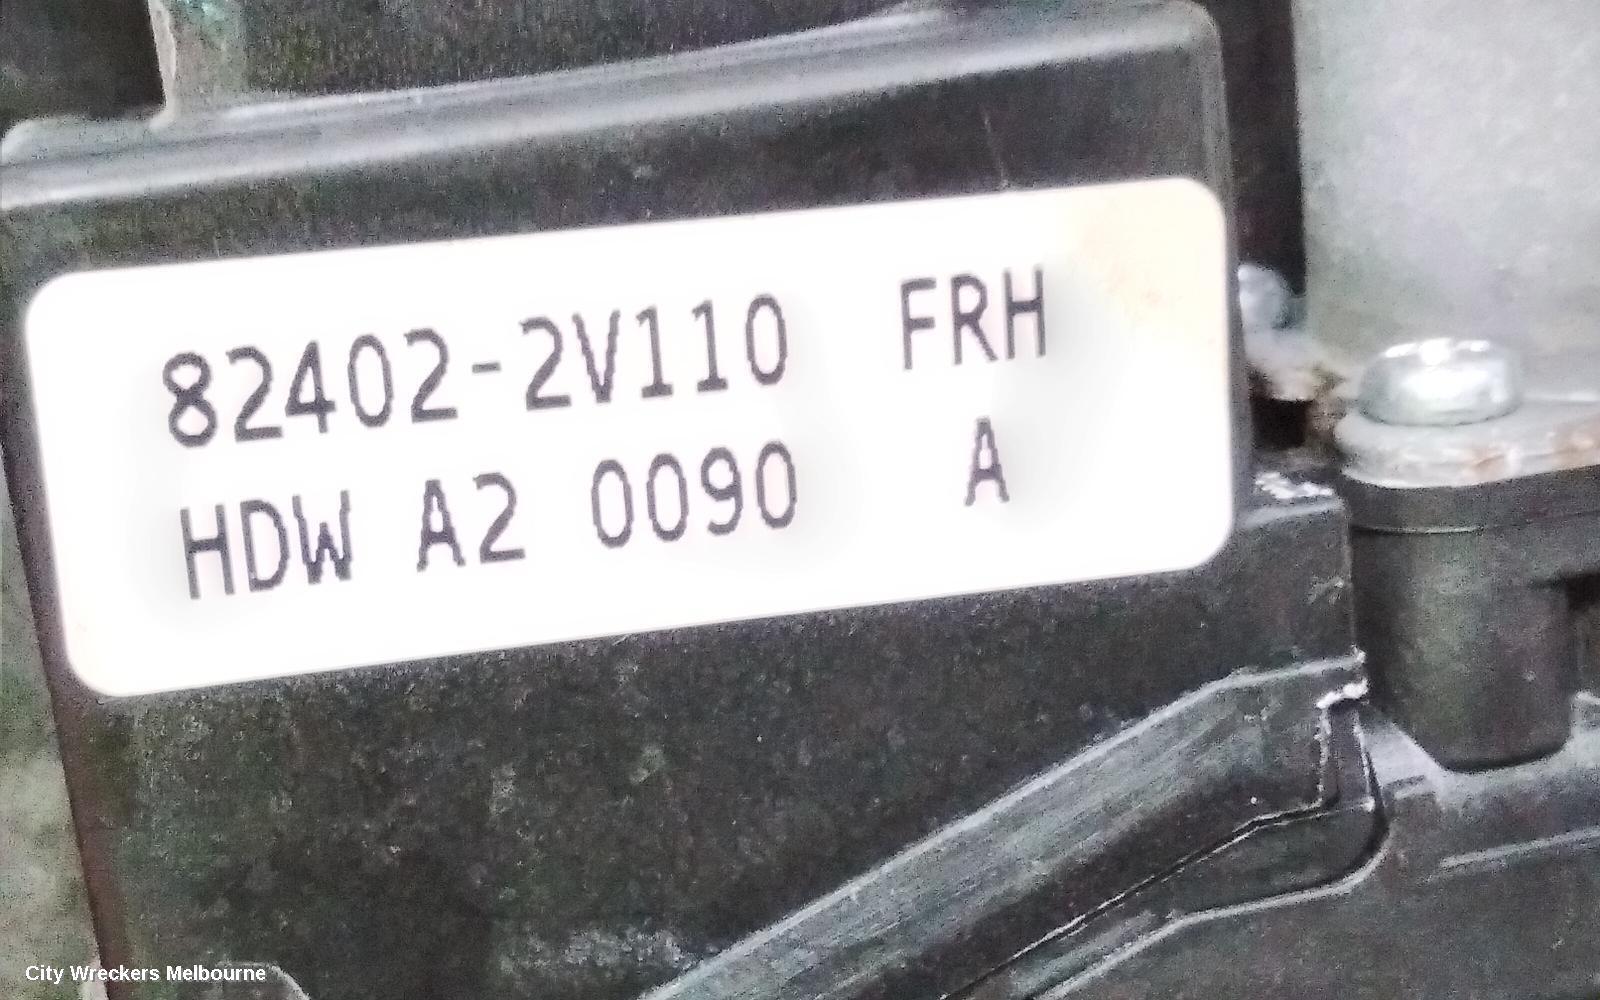 82402-2V110 FRH
HDW A2 0090 A
City Wreckers Melbourne